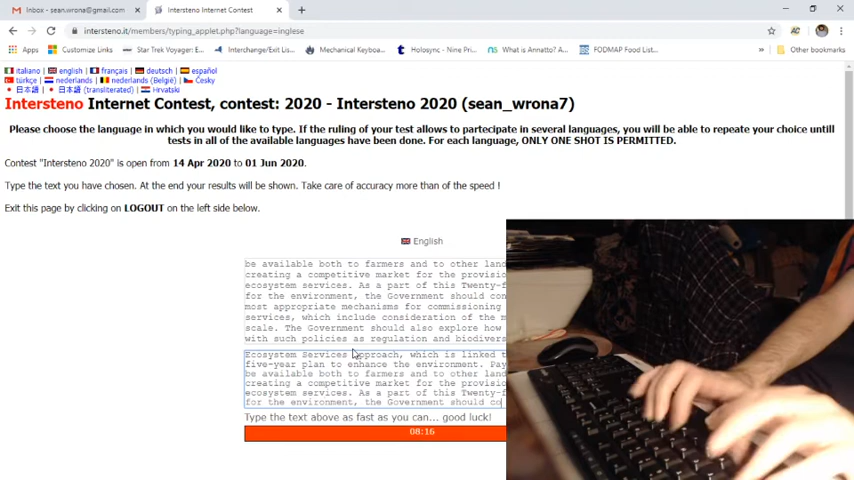 Inbox - sean.wrona@gmail.com
Intersteno Internet Contest
intersteno.it/members/typing_applet.php?language=inglese
Apps Customize Links Star Trek Voyager: E... Interchange/Exit Lis... Mechanical Keyboa... Holosync - Nine Pri... What is Annatto? A... FODMAP Food List... » Other bookmarks
italiano | english | français | deutsch | español
türkçe | nederlands | nederlands (België) | Česky
日本語 | 日本語 (transliterated) | Hrvatski
Intersteno Internet Contest, contest: 2020 - Intersteno 2020 (sean_wrona7)
Please choose the language in which you would like to type. If the ruling of your test allows to partecipate in several languages, you will be able to repeate your choice untill
tests in all of the available languages have been done. For each language, ONLY ONE SHOT IS PERMITTED.
Contest "Intersteno 2020" is open from 14 Apr 2020 to 01 Jun 2020.
Type the text you have chosen. At the end your results will be shown. Take care of accuracy more than of the speed !
Exit this page by clicking on LOGOUT on the left side below.
English
be available both to farmers and to other lan
creating a competitive market for the provisio
ecosystem services. As a part of this Twenty-f
for the environment, the Government should con
most appropriate mechanisms for commissioning
services, which include consideration of the m
scale. The Government should also explore how
with such policies as regulation and biodivers
Ecosystem Services approach, which is linked t
five-year plan to enhance the environment. Pay
be available both to farmers and to other land
creating a competitive market for the provisio
ecosystem services. As a part of this Twenty-f
for the environment, the Government should co
Type the text above as fast as you can... good luck!
08:16